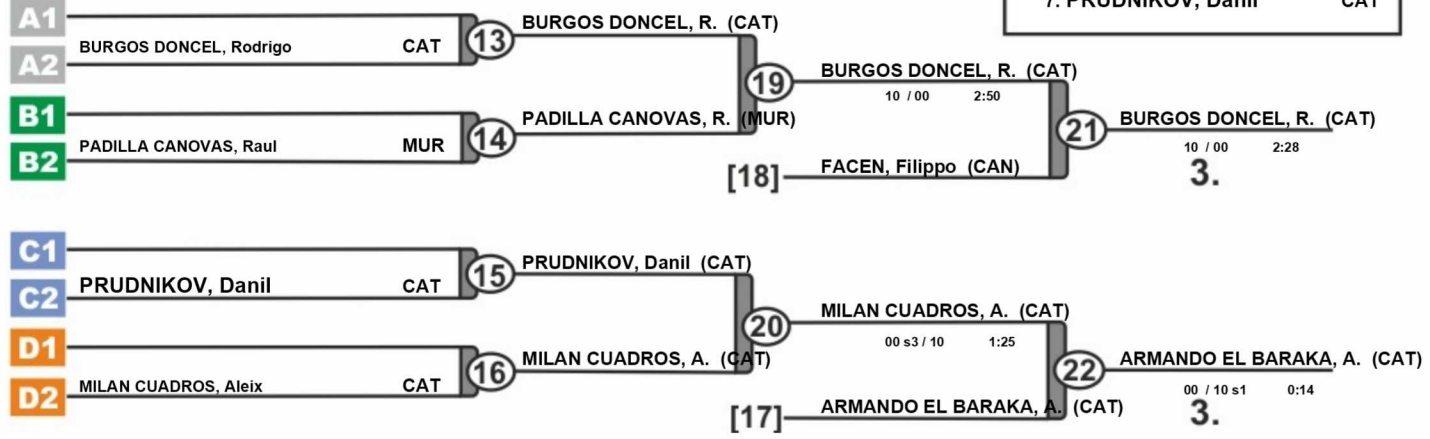 7. PRUDNIKOV, Danil CAT
A1
BURGOS DONCEL, Rodrigo CAT
A2
13
BURGOS DONCEL, R. (CAT)
B1
PADILLA CANOVAS, Raul MUR
B2
14
PADILLA CANOVAS, R. (MUR)
19
BURGOS DONCEL, R. (CAT)
10 / 00 2:50
[18]
FACEN, Filippo (CAN)
21
BURGOS DONCEL, R. (CAT)
10 / 00 2:28
3.
C1
PRUDNIKOV, Danil CAT
C2
15
PRUDNIKOV, Danil (CAT)
D1
MILAN CUADROS, Aleix CAT
D2
16
MILAN CUADROS, A. (CAT)
20
MILAN CUADROS, A. (CAT)
00 s3 / 10 1:25
[17]
ARMANDO EL BARAKA, A. (CAT)
22
ARMANDO EL BARAKA, A. (CAT)
00 / 10 s1 0:14
3.